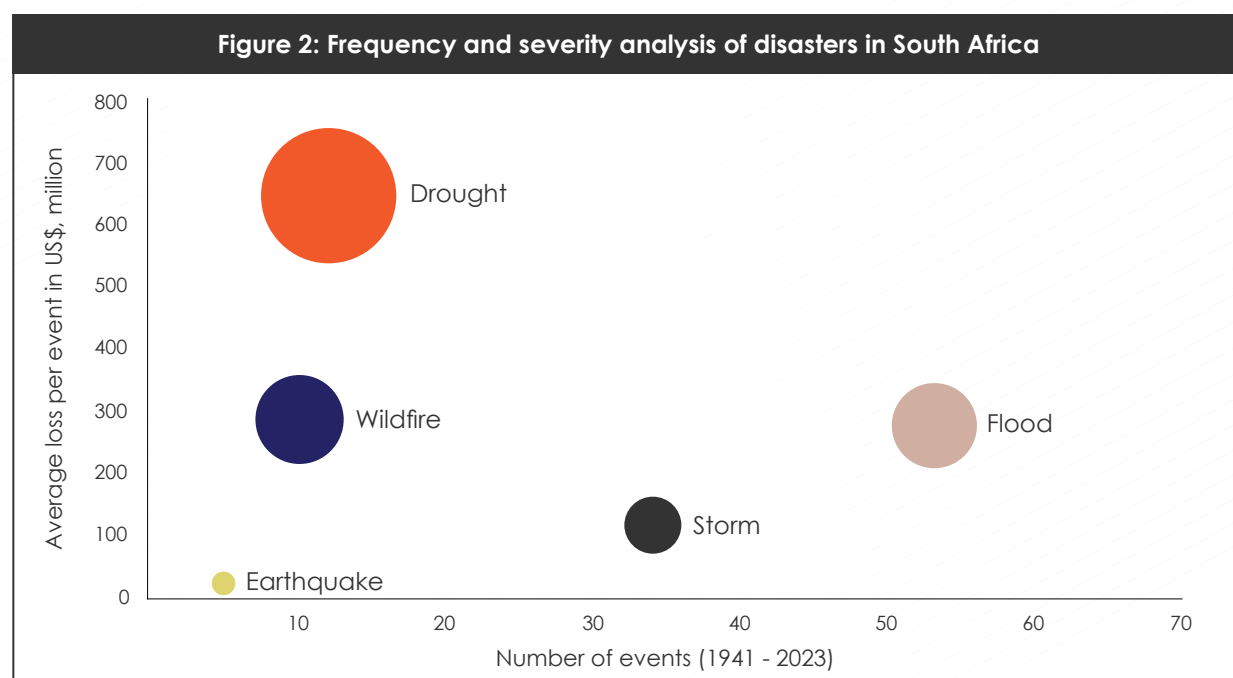 Figure 2: Frequency and severity analysis of disasters in South Africa
Average loss per event in US$, million
800
700
600
500
400
300
200
100
0
Drought
Wildfire
Flood
Storm
Earthquake
10 20 30 40 50 60 70
Number of events (1941 - 2023)